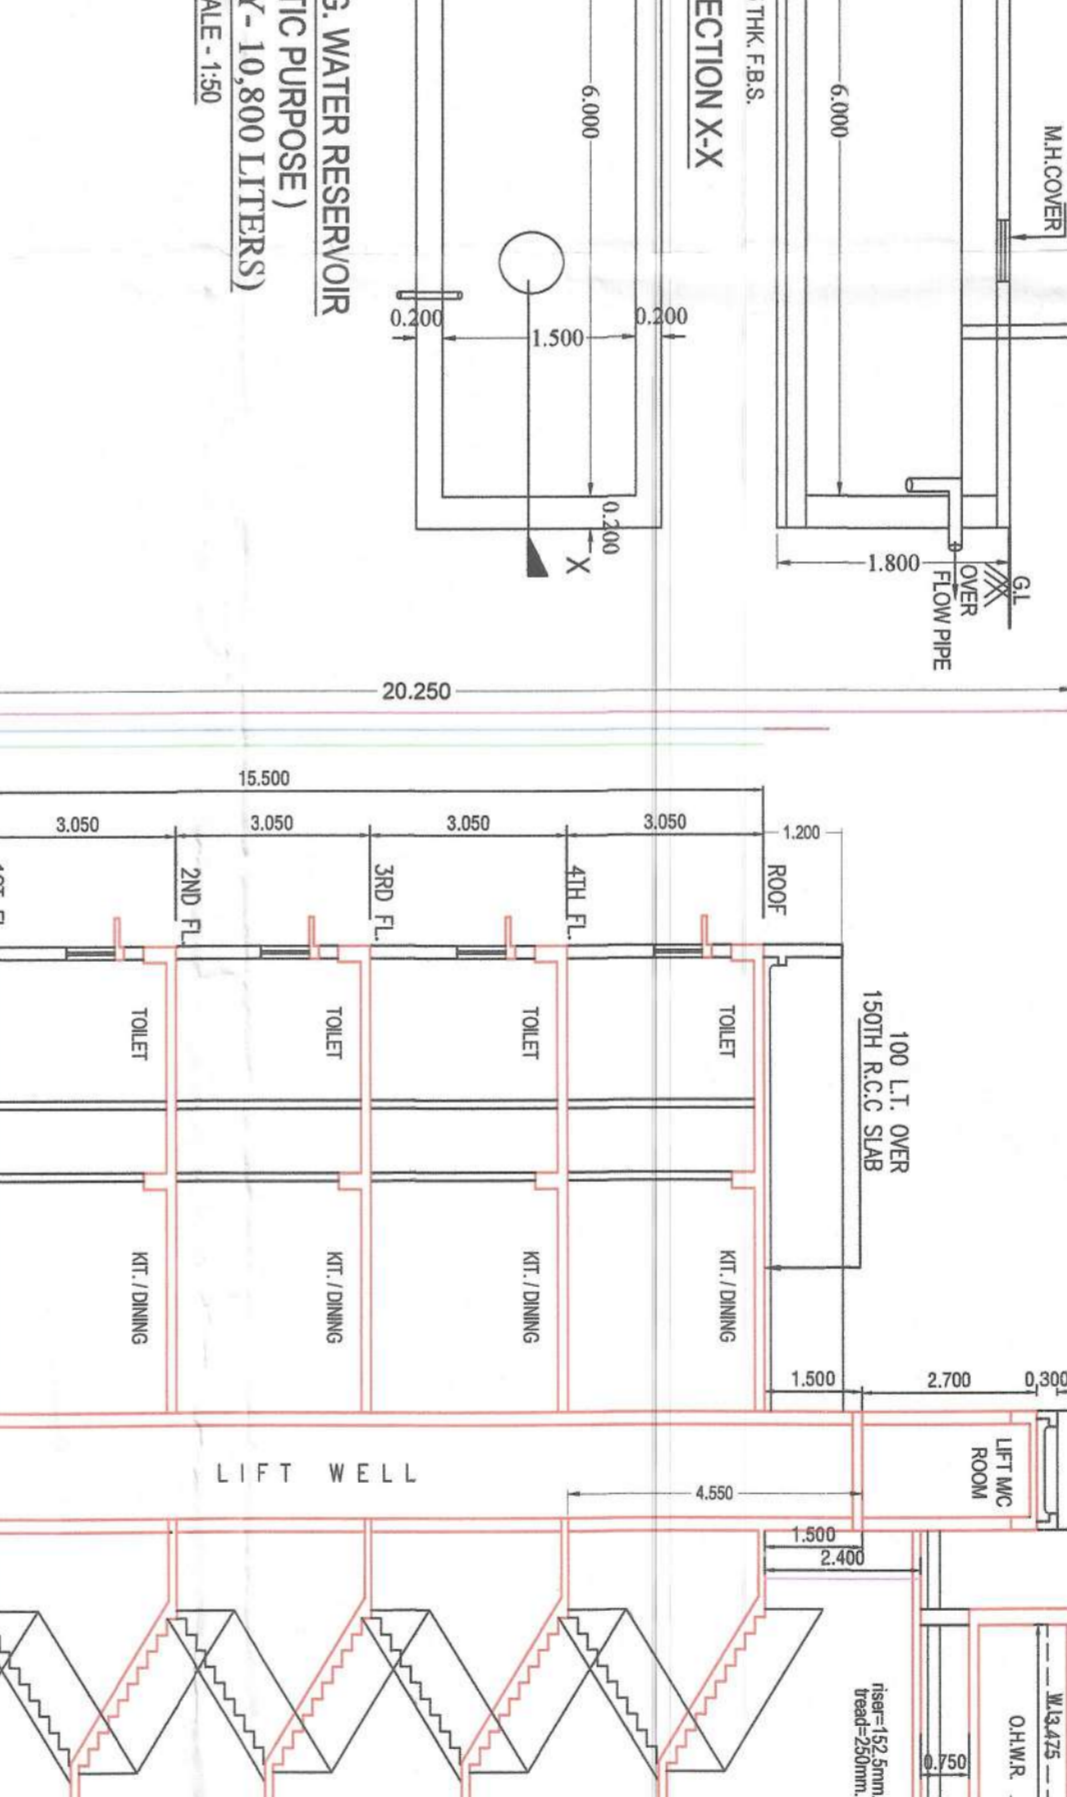 M.H.COVER
THK. F.B.S.
ECTION X-X
6.000
6.000
G. WATER RESERVOIR
TIC PURPOSE )
Y- 10,800 LITERS)
ALE - 1:50
0.200
1.500
0.200
0.200
X
1.800
G.L
OVER
FLOW PIPE
20.250
15.500
3.050
3.050
3.050
3.050
1.200
2ND FL.
3RD FL.
4TH FL.
ROOF
100 L.T. OVER
150TH R.C.C SLAB
TOILET
TOILET
TOILET
TOILET
KIT. / DINING
KIT. / DINING
KIT. / DINING
KIT. / DINING
1.500
2.700
0,300
LIFT WELL
4.550
LIFT M/C
ROOM
1.500
2.400
riser=152.5mm.
tread=250mm.
0.750
W.L3.475
O.H.W.R.